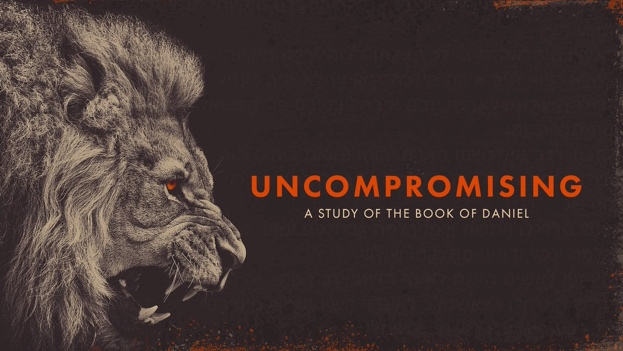 UNCOMPROMISING
A STUDY OF THE BOOK OF DANIEL